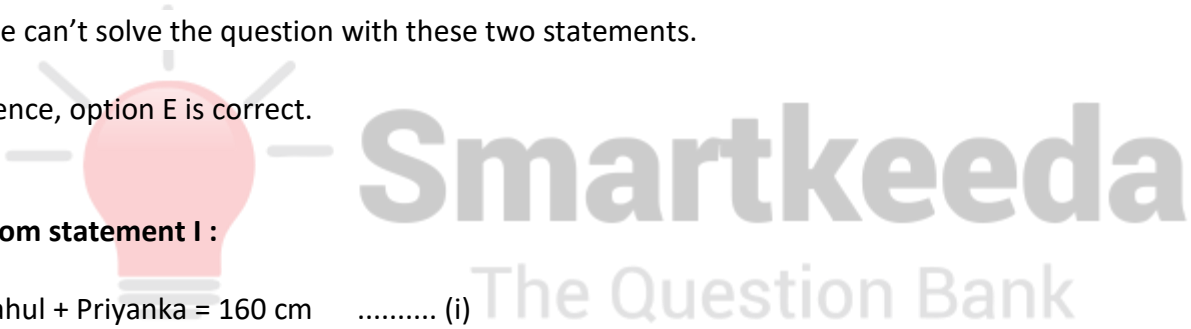 e can’t solve the question with these two statements.
ence, option E is correct.
Smartkeeda
om statement I :
The Question Bank
ahul + Priyanka = 160 cm .......... (i)